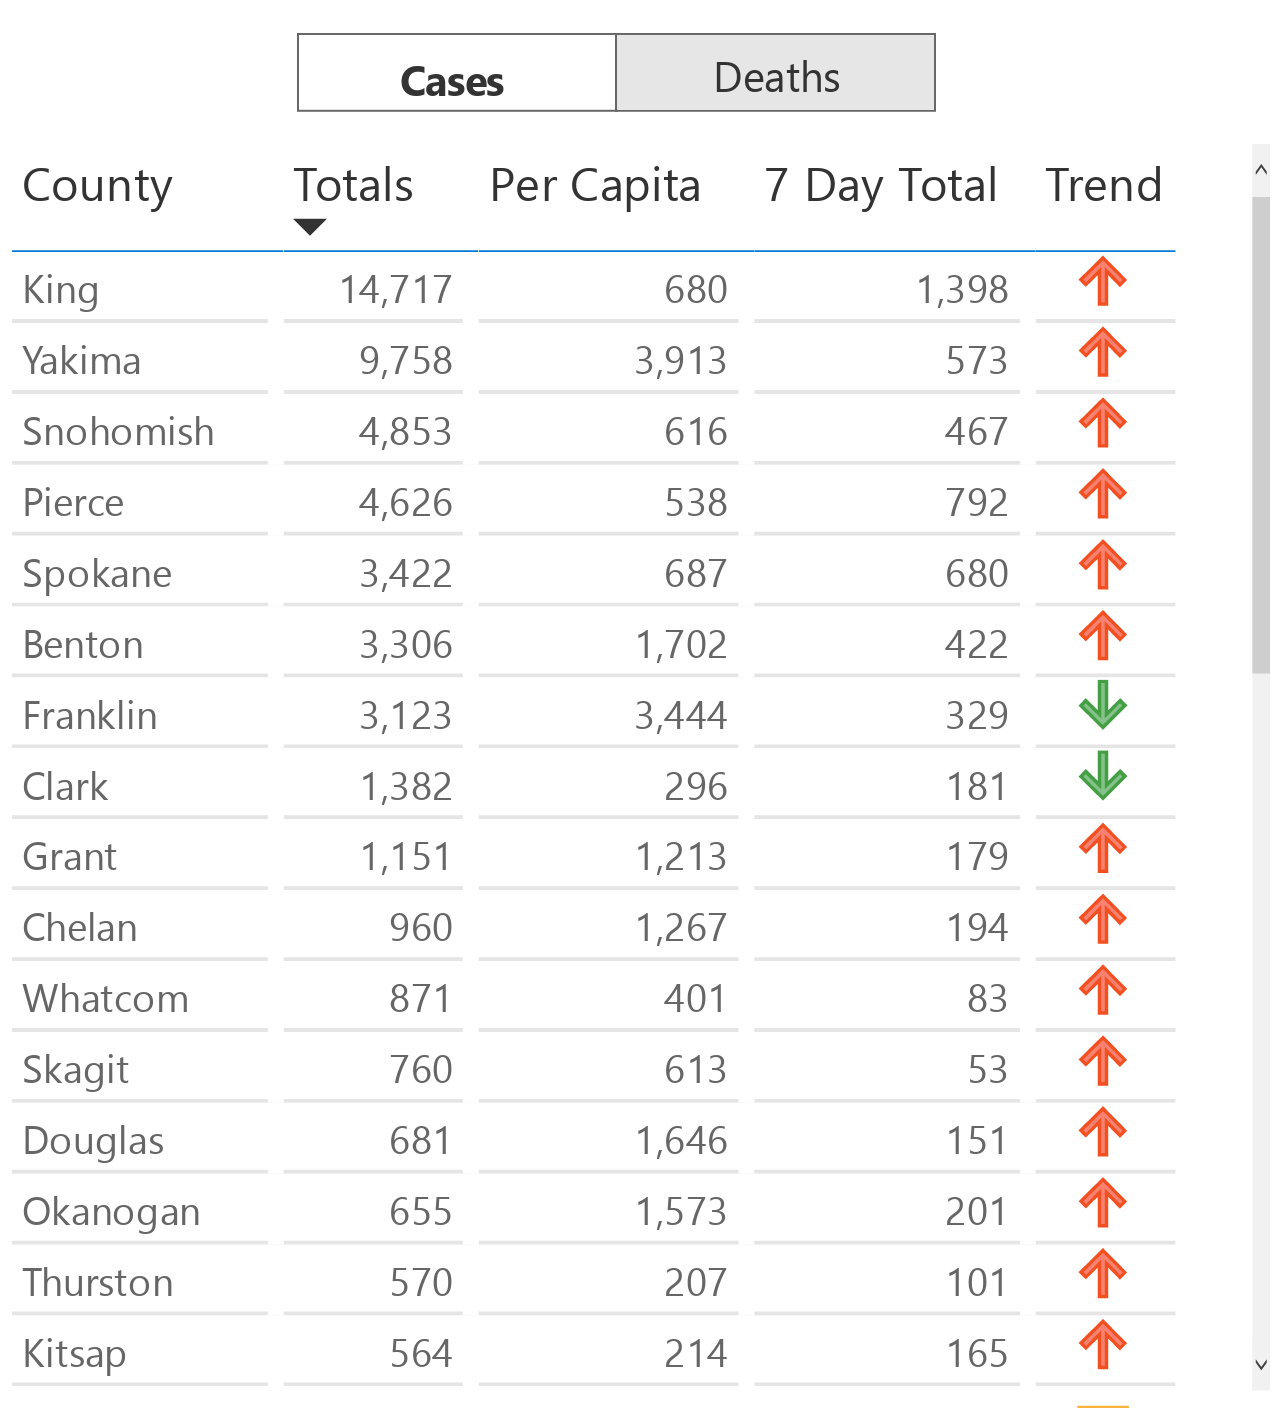 Cases Deaths
County Totals Per Capita 7 Day Total Trend
King 14,717 680 1,398
Yakima 9,758 3,913 573
Snohomish 4,853 616 467
Pierce 4,626 538 792
Spokane 3,422 687 680
Benton 3,306 1,702 422
Franklin 3,123 3,444 329
Clark 1,382 296 181
Grant 1,151 1,213 179
Chelan 960 1,267 194
Whatcom 871 401 83
Skagit 760 613 53
Douglas 681 1,646 151
Okanogan 655 1,573 201
Thurston 570 207 101
Kitsap 564 214 165